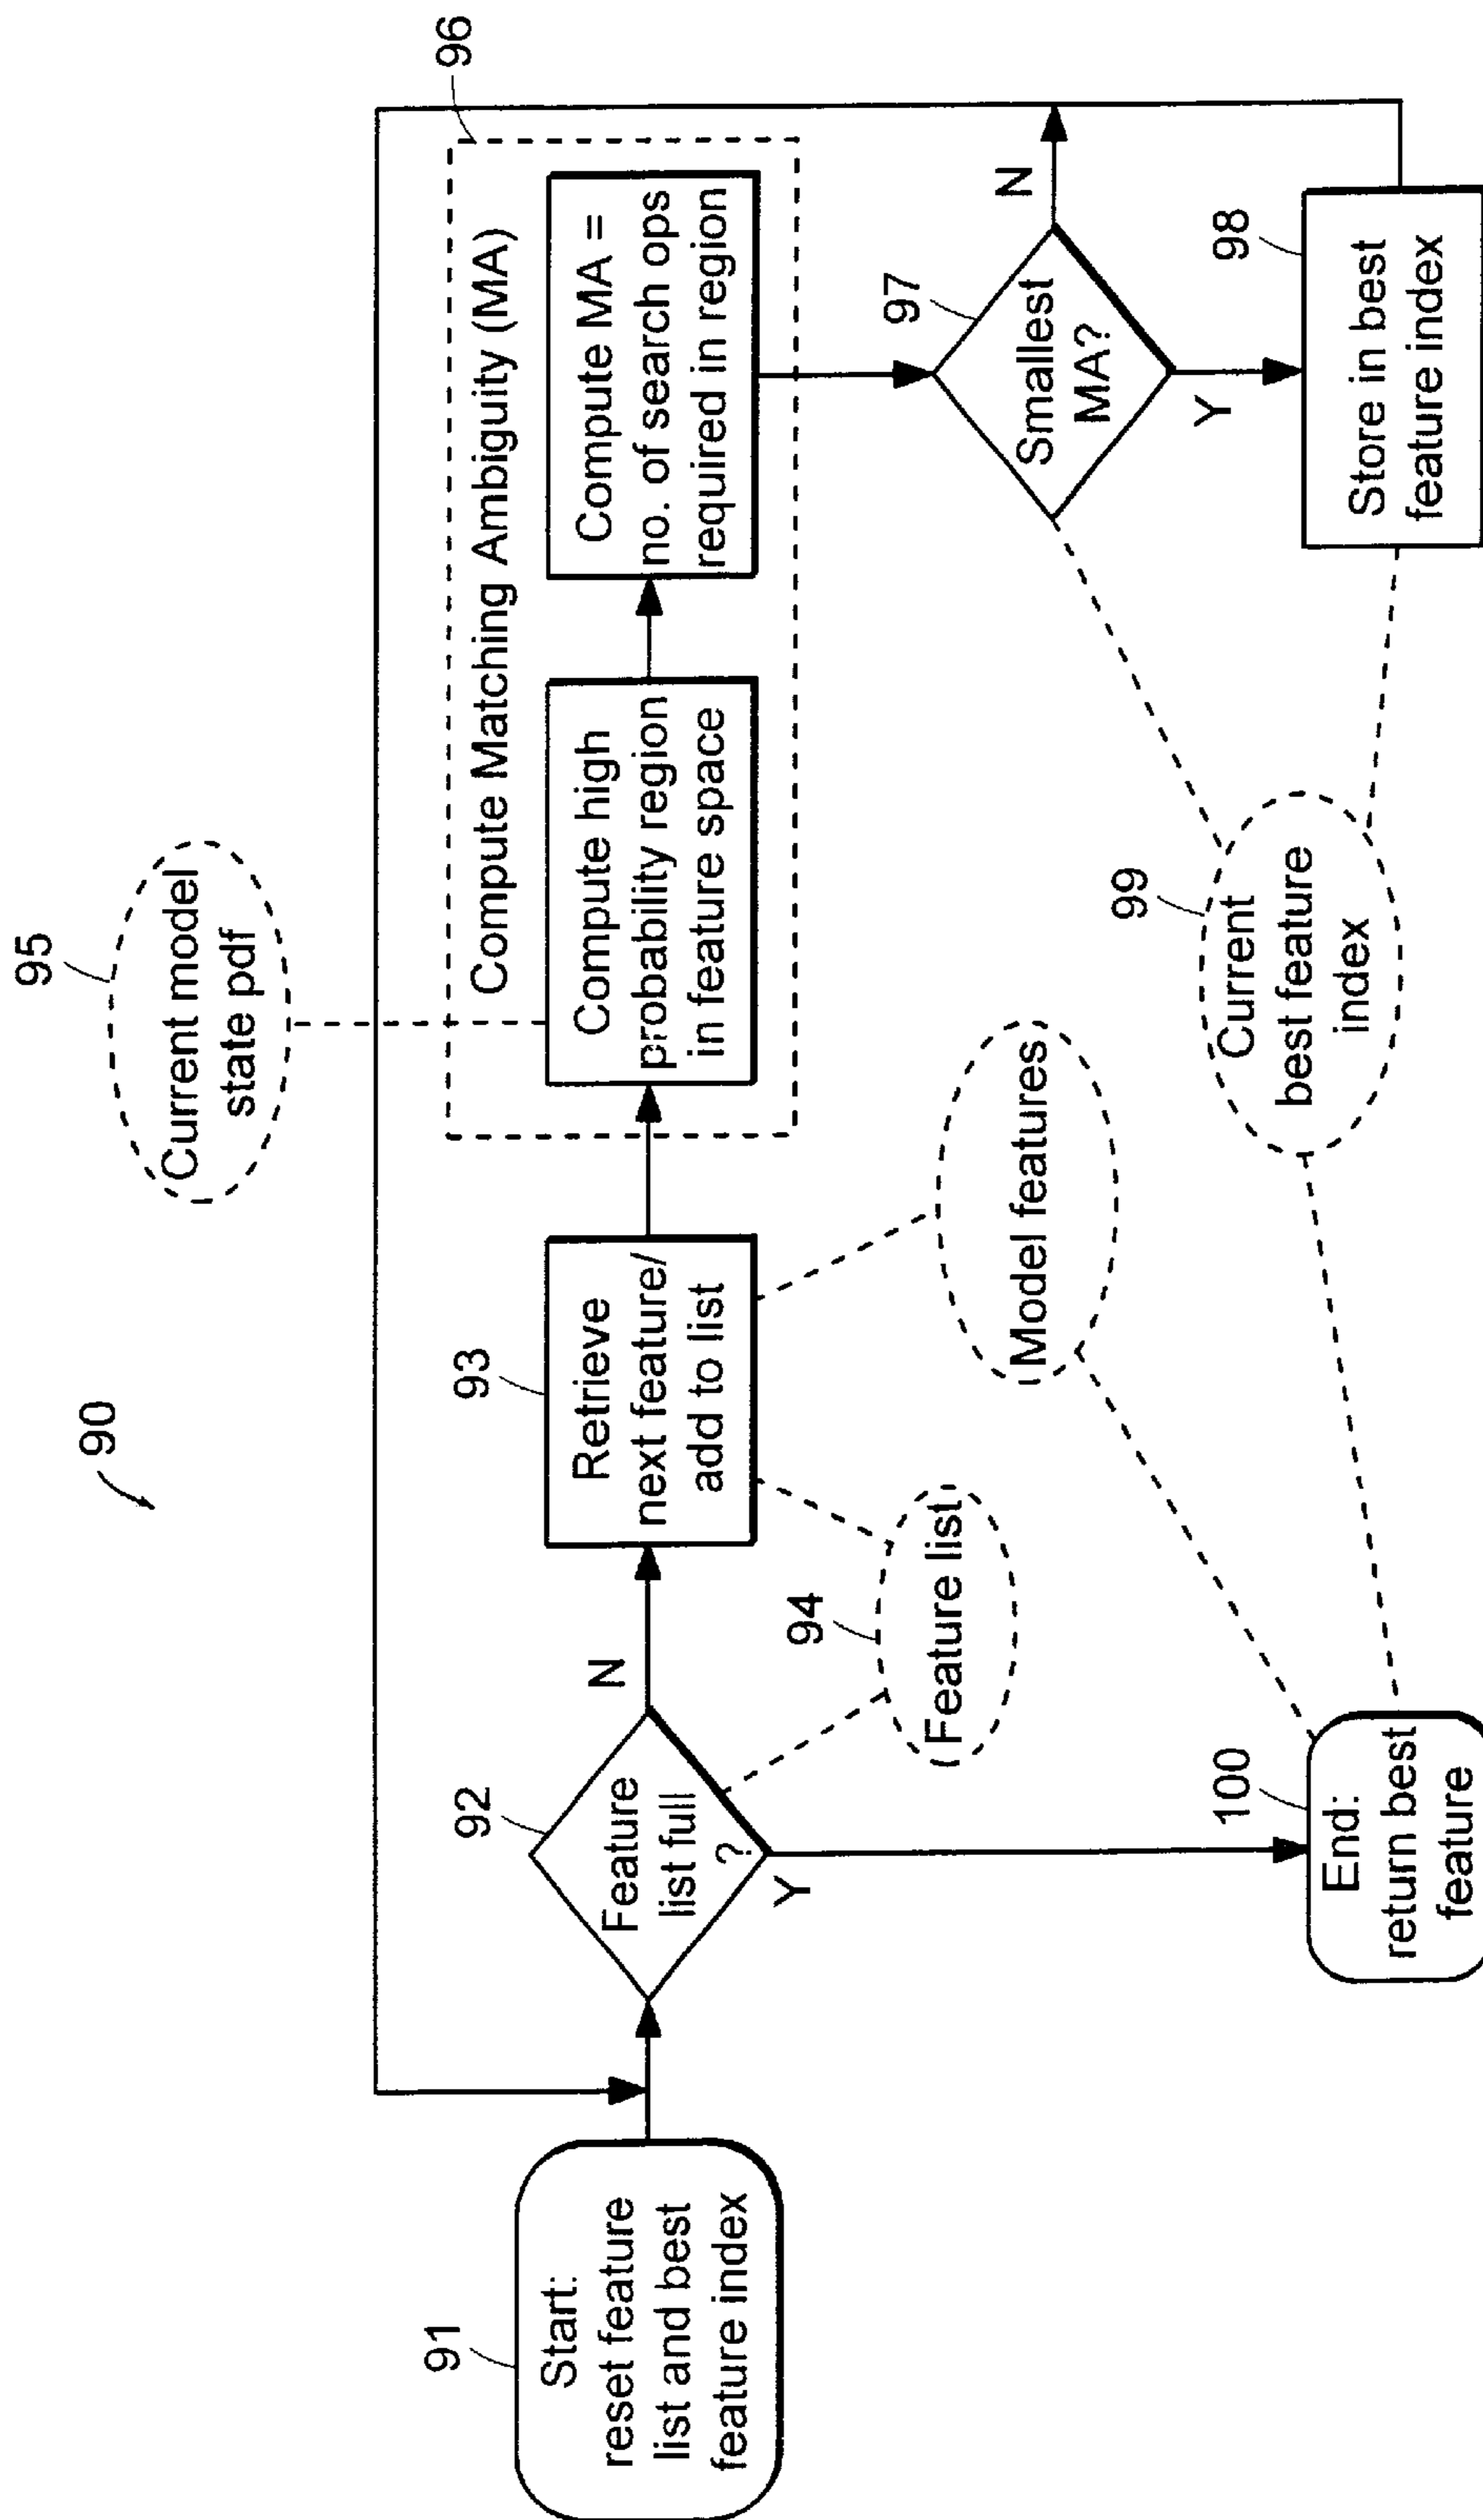 90
95
Current model
state pdf
96
Compute Matching Ambiguity (MA)
91
Start:
reset feature
list and best
feature index
92
Feature
list full
?
N
Y
93
Retrieve
next feature/
add to list
Compute high
probability region
in feature space
Compute MA =
no. of search ops
required in region
94
Feature list
Model features
97
Smallest
MA?
N
Y
99
Current
best feature
index
98
Store in best
feature index
100
End:
return best
feature